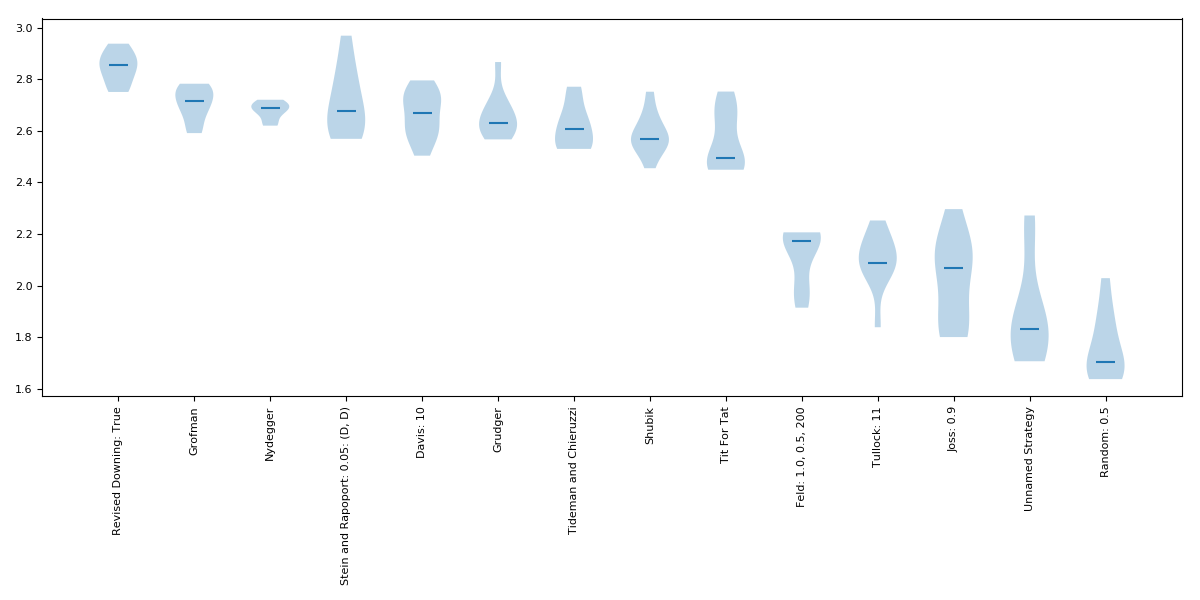 3.0
2.8
2.6
2.4
2.2
2.0
1.8
1.6
Revised Downing: True
Grofman
Nydegger
Stein and Rapoport: 0.05: (D, D)
Davis: 10
Grudger
Tideman and Chieruzzi
Shubik
Tit For Tat
Feld: 1.0, 0.5, 200
Tullock: 11
Joss: 0.9
Unnamed Strategy
Random: 0.5